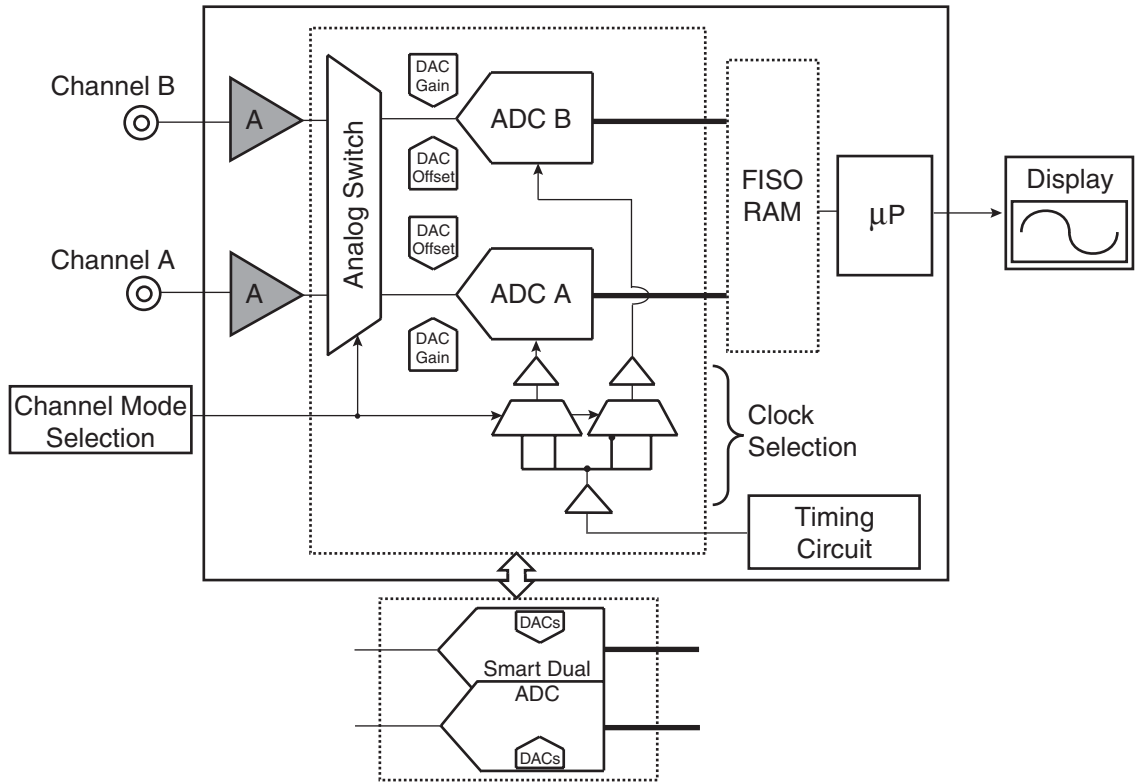 Channel B
A
Analog Switch
DAC
Gain
ADC B
DAC
Offset
FISO
RAM
µP
Display
Channel A
A
DAC
Offset
ADC A
DAC
Gain
Channel Mode
Selection
Clock
Selection
Timing
Circuit
DACs
Smart Dual
ADC
DACs